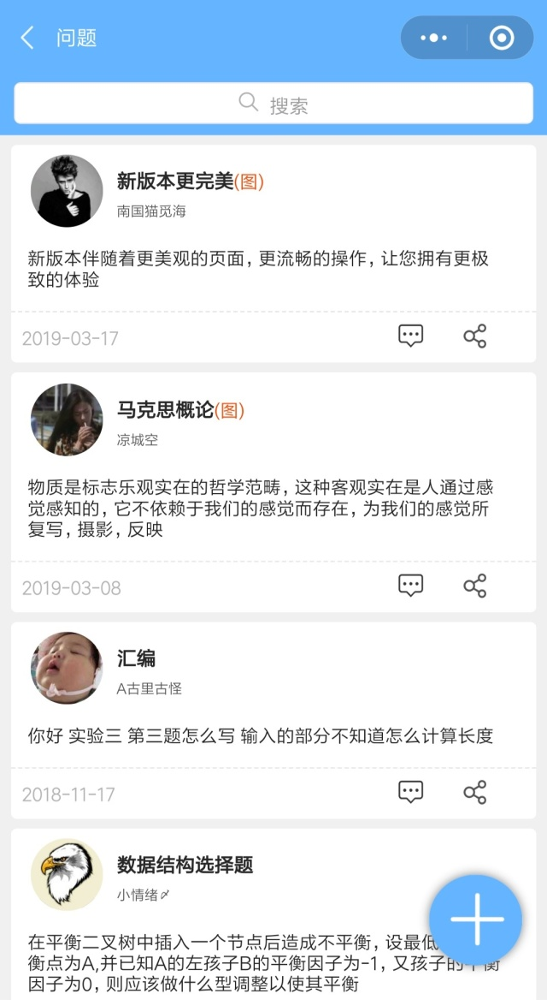 问题
搜索
新版本更完美(图)
南国猫觅海
新版本伴随着更美观的页面，更流畅的操作，让您拥有更极
致的体验
2019-03-17
马克思概论(图)
凉城空
物质是标志乐观实在的哲学范畴，这种客观实在是人通过感
觉感知的，它不依赖于我们的感觉而存在，为我们的感觉所
复写，摄影，反映
2019-03-08
汇编
A古里古怪
你好 实验三 第三题怎么写 输入的部分不知道怎么计算长度
2018-11-17
数据结构选择题
小情绪〆
在平衡二叉树中插入一个节点后造成不平衡，设最低
衡点为A,并已知A的左孩子B的平衡因子为-1，又孩子的平衡
因子为0，则应该做什么型调整以使其平衡